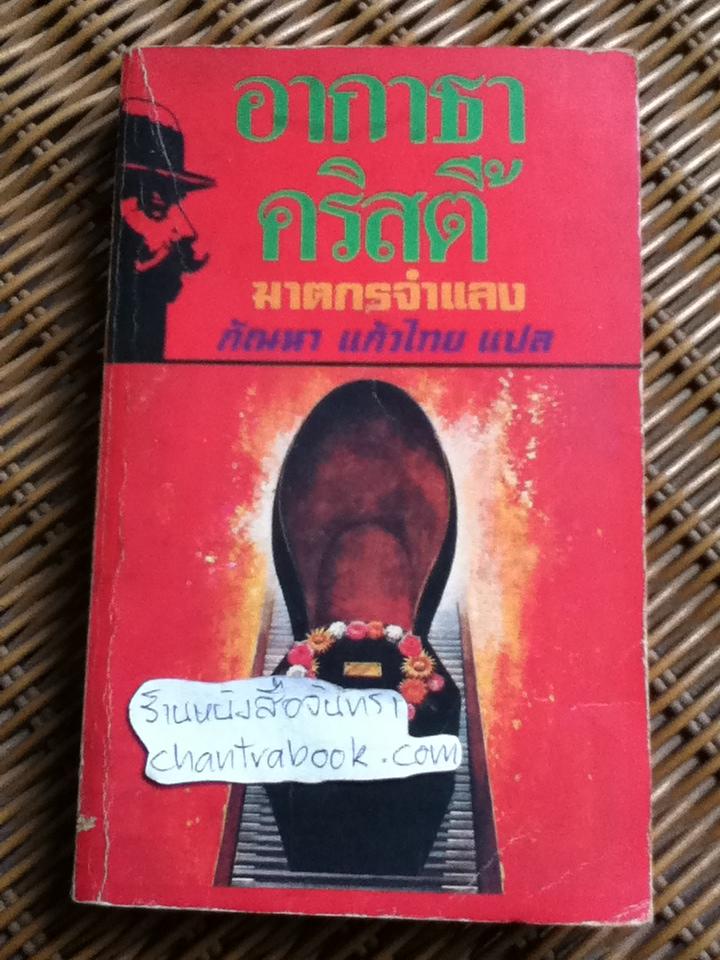 อากาธา
คริสตี้
ฆาตกรจำแลง
กัณหา แก้วไทย แปล
ร้านหนังสือจันทรา
chantrabook.com